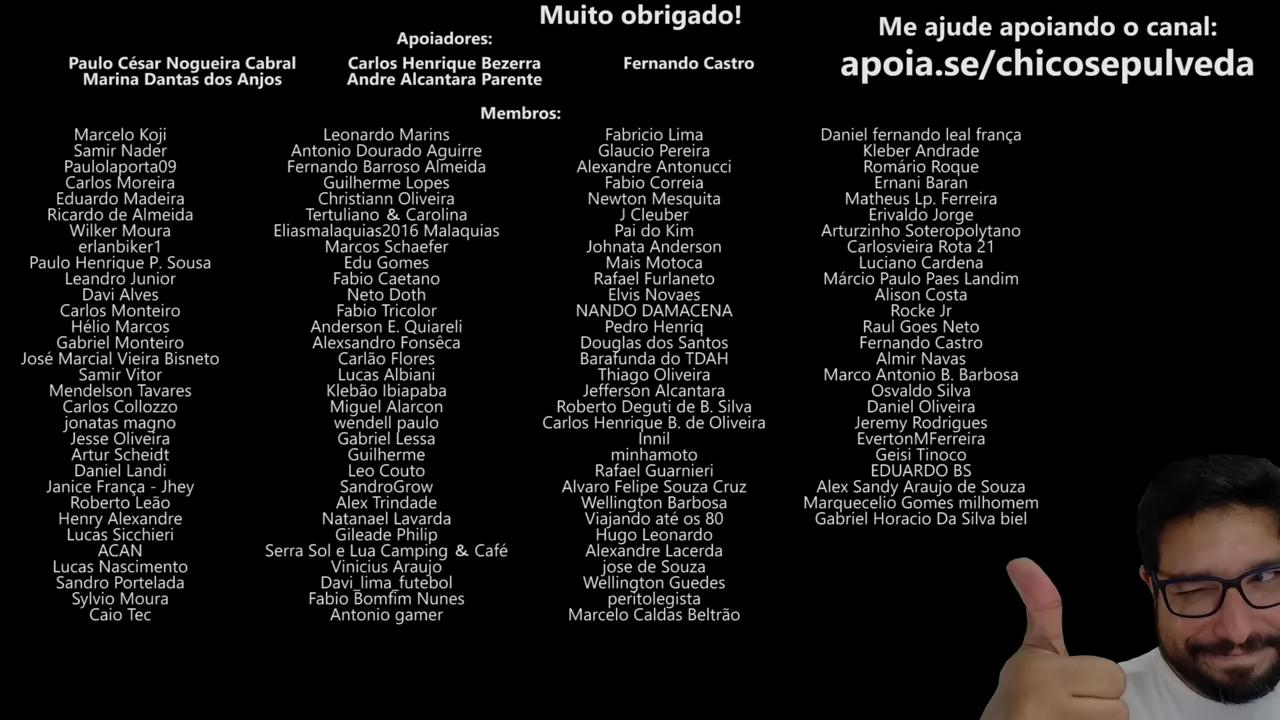 Muito obrigado!
Me ajude apoiando o canal:
apoia.se/chicosepulveda
Apoiadores:
Paulo César Nogueira Cabral
Marina Dantas dos Anjos
Carlos Henrique Bezerra
Andre Alcantara Parente
Fernando Castro
Membros:
Marcelo Koji
Samir Nader
Paulolaporta09
Carlos Moreira
Eduardo Madeira
Ricardo de Almeida
Wilker Moura
erlanbiker1
Paulo Henrique P. Sousa
Leandro Junior
Davi Alves
Carlos Monteiro
Hélio Marcos
Gabriel Monteiro
José Marcial Vieira Bisneto
Samir Vitor
Mendelson Tavares
Carlos Collozzo
jonatas magno
Jesse Oliveira
Artur Scheidt
Daniel Landi
Janice França - Jhey
Roberto Leão
Henry Alexandre
Lucas Sicchieri
ACAN
Lucas Nascimento
Sandro Portelada
Sylvio Moura
Caio Tec
Leonardo Marins
Antonio Dourado Aguirre
Fernando Barroso Almeida
Guilherme Lopes
Christiann Oliveira
Tertuliano & Carolina
Eliasmalaquias2016 Malaquias
Marcos Schaefer
Edu Gomes
Fabio Caetano
Neto Doth
Fabio Tricolor
Anderson E. Quiareli
Alexsandro Fonsêca
Carlão Flores
Lucas Albiani
Klebão Ibiapaba
Miguel Alarcon
wendell paulo
Gabriel Lessa
Guilherme
Leo Couto
SandroGrow
Alex Trindade
Natanael Lavarda
Gileade Philip
Serra Sol e Lua Camping & Café
Vinicius Araujo
Davi_lima_futebol
Fabio Bomfim Nunes
Antonio gamer
Fabricio Lima
Glaucio Pereira
Alexandre Antonucci
Fabio Correia
Newton Mesquita
J Cleuber
Pai do Kim
Johnata Anderson
Mais Motoca
Rafael Furlaneto
Elvis Novaes
NANDO DAMACENA
Pedro Henriq
Douglas dos Santos
Barafunda do TDAH
Thiago Oliveira
Jefferson Alcantara
Roberto Deguti de B. Silva
Carlos Henrique B. de Oliveira
Innil
minhamoto
Rafael Guarnieri
Alvaro Felipe Souza Cruz
Wellington Barbosa
Viajando até os 80
Hugo Leonardo
Alexandre Lacerda
jose de Souza
Wellington Guedes
peritolegista
Marcelo Caldas Beltrão
Daniel fernando leal frança
Kleber Andrade
Romário Roque
Ernani Baran
Matheus Lp. Ferreira
Erivaldo Jorge
Arturzinho Soteropolytano
Carlosvieira Rota 21
Luciano Cardena
Márcio Paulo Paes Landim
Alison Costa
Rocke Jr
Raul Goes Neto
Fernando Castro
Almir Navas
Marco Antonio B. Barbosa
Osvaldo Silva
Daniel Oliveira
Jeremy Rodrigues
EvertonMFerreira
Geisi Tinoco
EDUARDO BS
Alex Sandy Araujo de Souza
Marquecelio Gomes milhomem
Gabriel Horacio Da Silva biel